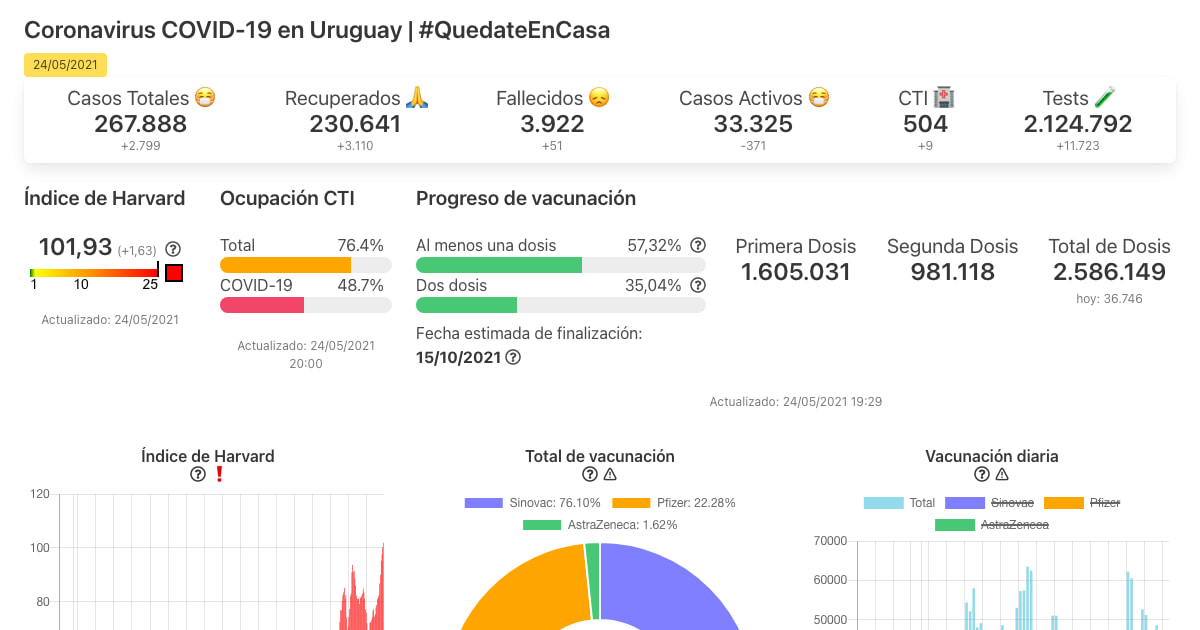 Coronavirus COVID-19 en Uruguay | #QuedateEnCasa
24/05/2021
Casos Totales 😷 Recuperados 🙏 Fallecidos 😞 Casos Activos 😷 CTI 🏥 Tests 🧪
267.888 230.641 3.922 33.325 504 2.124.792
+2.799 +3.110 +51 -371 +9 +11.723
Índice de Harvard Ocupación CTI Progreso de vacunación
101,93 (+1,63)
1 10 25
Actualizado: 24/05/2021
Total 76.4%
COVID-19 48.7%
Actualizado: 24/05/2021
20:00
Al menos una dosis 57,32%
Dos dosis 35,04%
Fecha estimada de finalización:
15/10/2021
Primera Dosis Segunda Dosis Total de Dosis
1.605.031 981.118 2.586.149
hoy: 36.746
Actualizado: 24/05/2021 19:29
Índice de Harvard
❗
120
100
80
Total de vacunación
Sinovac: 76.10% Pfizer: 22.28%
AstraZeneca: 1.62%
Vacunación diaria
Total Sinovac Pfizer
AstraZeneca
70000
60000
50000